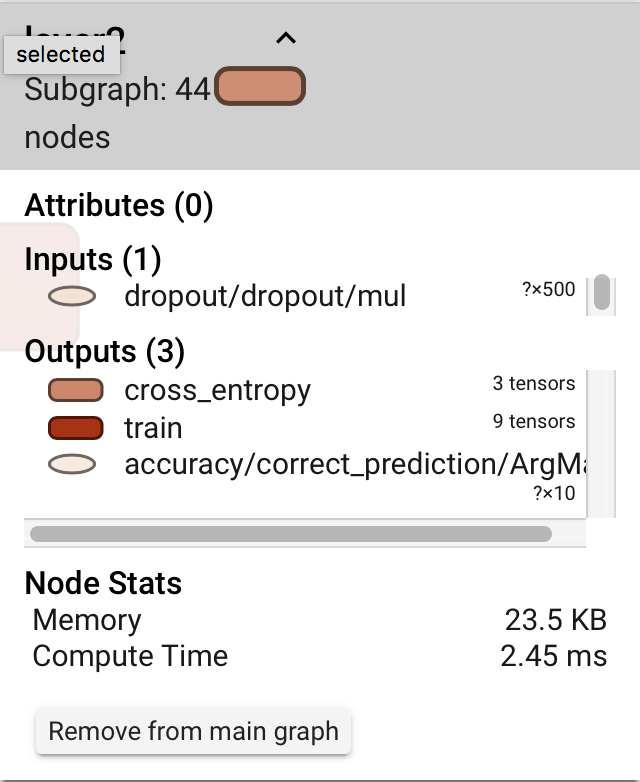 layer2
selected
Subgraph: 44
nodes
Attributes (0)
Inputs (1)
dropout/dropout/mul ?×500
Outputs (3)
cross_entropy 3 tensors
train 9 tensors
accuracy/correct_prediction/ArgMa
?×10
Node Stats
Memory 23.5 KB
Compute Time 2.45 ms
Remove from main graph